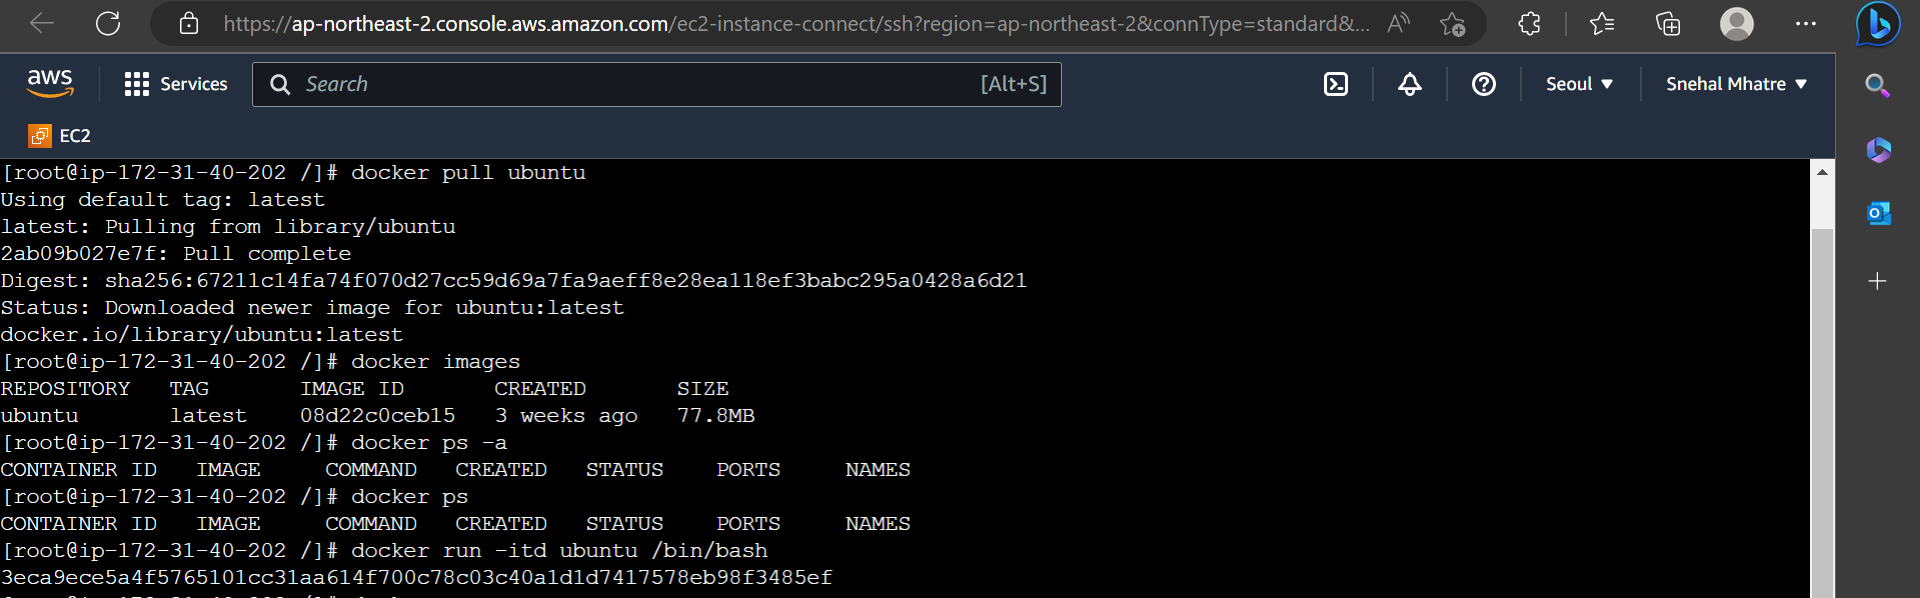 https://ap-northeast-2.console.aws.amazon.com/ec2-instance-connect/ssh?region=ap-northeast-2&connType=standard&...
aws Services Search [Alt+S] Seoul ▼ Snehal Mhatre ▼
EC2
[root@ip-172-31-40-202 /]# docker pull ubuntu
Using default tag: latest
latest: Pulling from library/ubuntu
2ab09b027e7f: Pull complete
Digest: sha256:67211c14fa74f070d27cc59d69a7fa9aeff8e28ea118ef3babc295a0428a6d21
Status: Downloaded newer image for ubuntu:latest
docker.io/library/ubuntu:latest
[root@ip-172-31-40-202 /]# docker images
REPOSITORY TAG IMAGE ID CREATED SIZE
ubuntu latest 08d22c0ceb15 3 weeks ago 77.8MB
[root@ip-172-31-40-202 /]# docker ps -a
CONTAINER ID IMAGE COMMAND CREATED STATUS PORTS NAMES
[root@ip-172-31-40-202 /]# docker ps
CONTAINER ID IMAGE COMMAND CREATED STATUS PORTS NAMES
[root@ip-172-31-40-202 /]# docker run -itd ubuntu /bin/bash
3eca9ece5a4f5765101cc31aa614f700c78c03c40a1d1d7417578eb98f3485ef